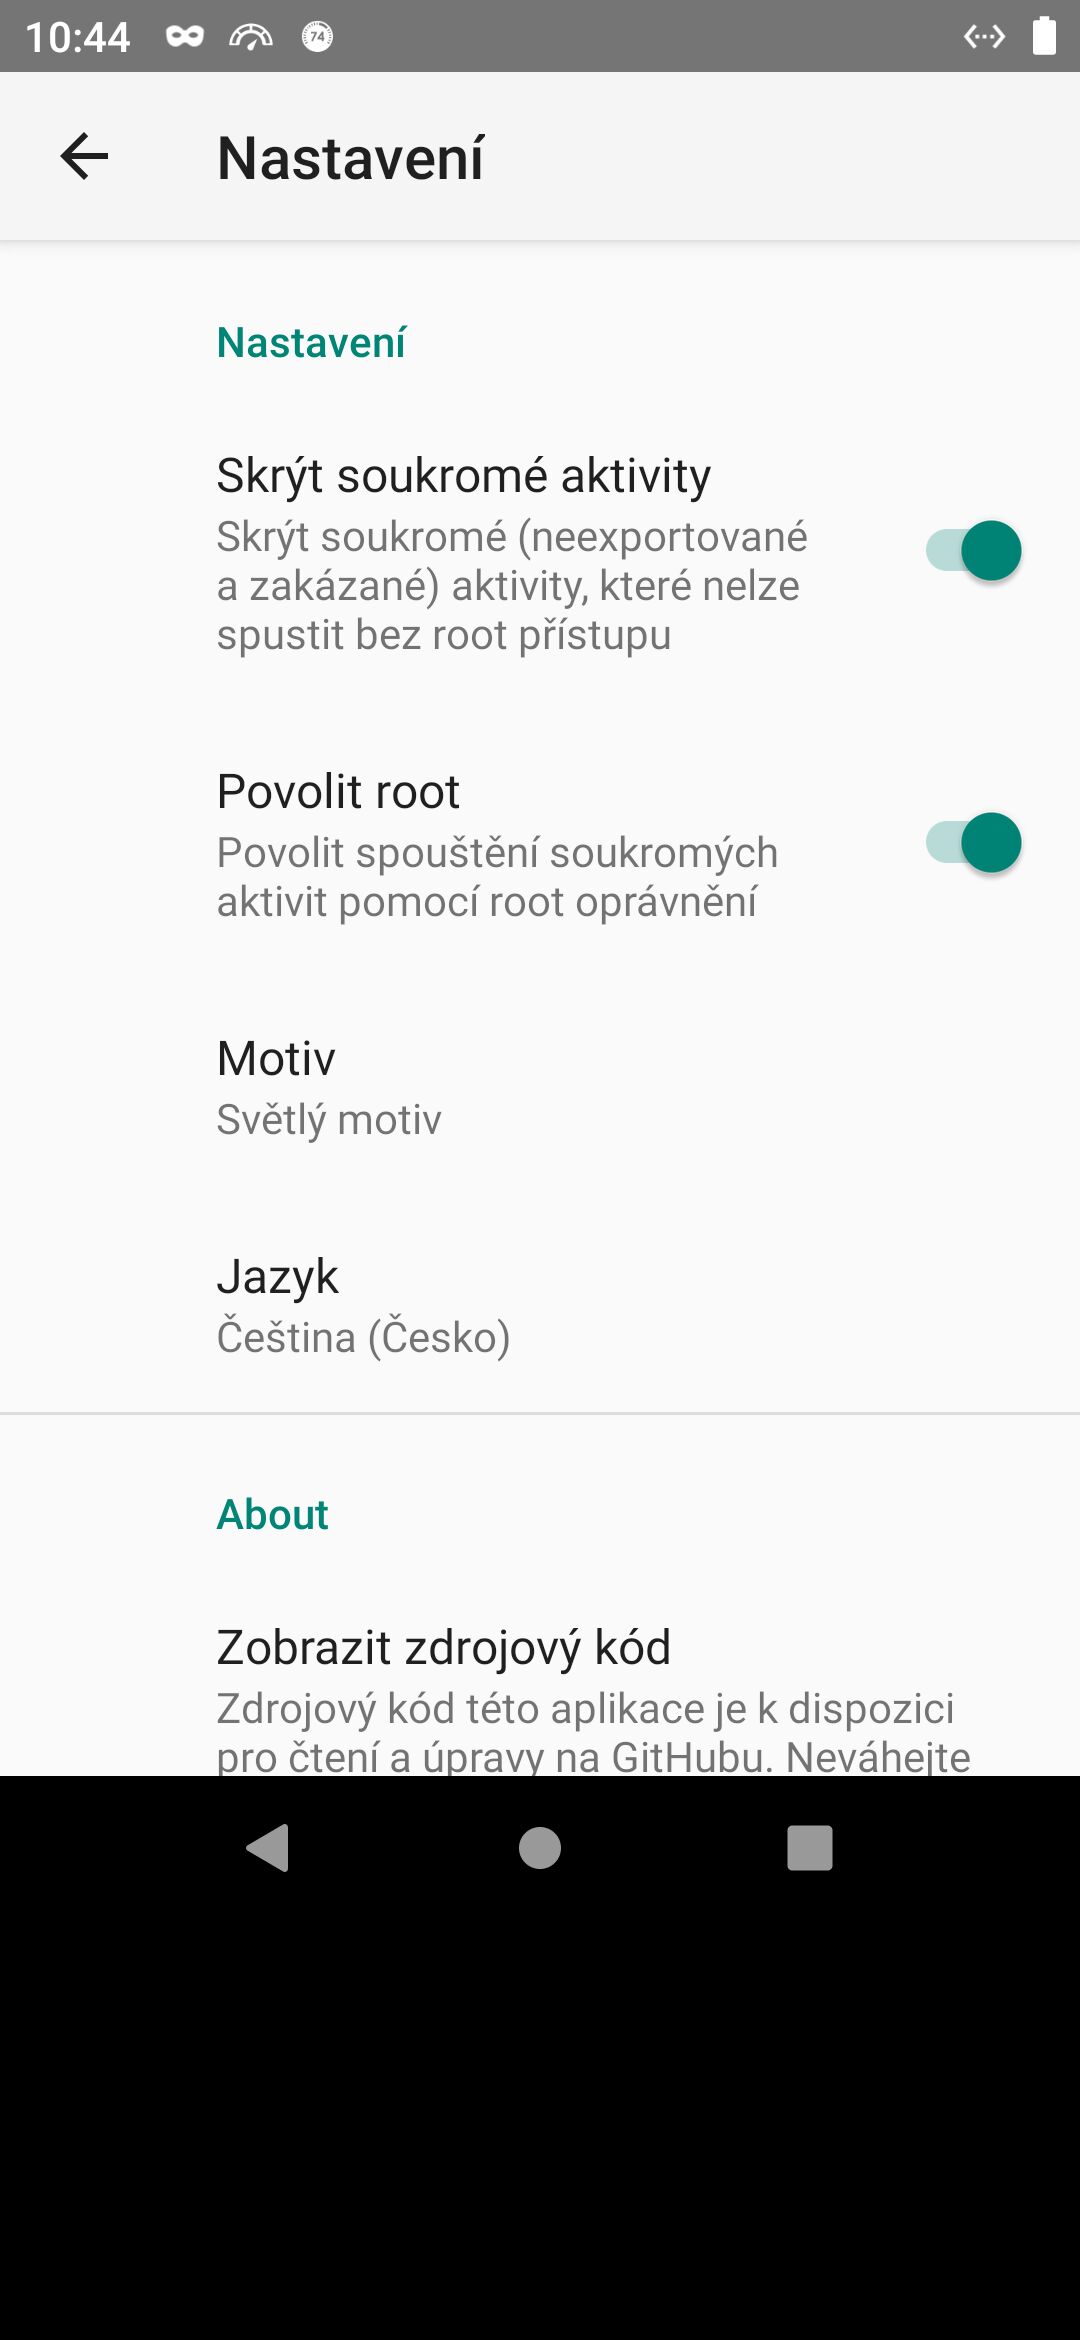 10:44
74
Nastavení
Nastavení
Skrýt soukromé aktivity
Skrýt soukromé (neexportované
a zakázané) aktivity, které nelze
spustit bez root přístupu
Povolit root
Povolit spouštění soukromých
aktivit pomocí root oprávnění
Motiv
Světlý motiv
Jazyk
Čeština (Česko)
About
Zobrazit zdrojový kód
Zdrojový kód této aplikace je k dispozici
pro čtení a úpravy na GitHubu. Neváhejte